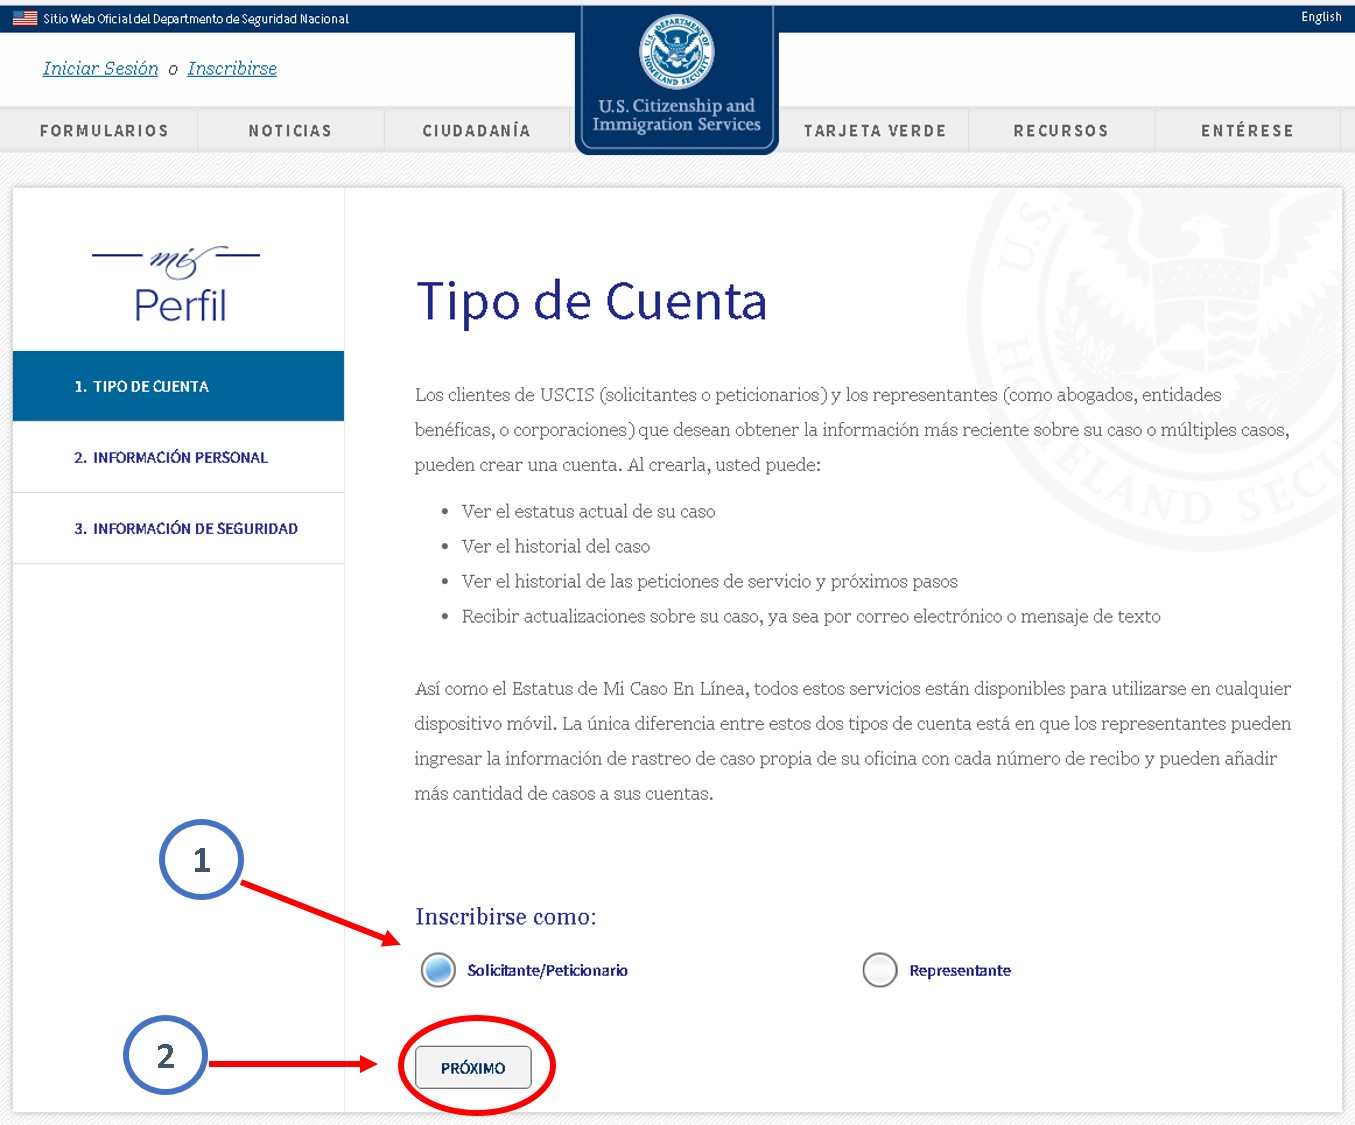 Sitio Web Oficial del Departmento de Seguridad Nacional
English
Iniciar Sesión o Inscribirse
U.S. DEPARTMENT OF HOMELAND SECURITY
U.S. Citizenship and
Immigration Services
FORMULARIOS
NOTICIAS
CIUDADANÍA
TARJETA VERDE
RECURSOS
ENTÉRESE
mi
Perfil
1. TIPO DE CUENTA
2. INFORMACIÓN PERSONAL
3. INFORMACIÓN DE SEGURIDAD
Tipo de Cuenta
Los clientes de USCIS (solicitantes o peticionarios) y los representantes (como abogados, entidades
benéficas, o corporaciones) que desean obtener la información más reciente sobre su caso o múltiples casos,
pueden crear una cuenta. Al crearla, usted puede:
• Ver el estatus actual de su caso
• Ver el historial del caso
• Ver el historial de las peticiones de servicio y próximos pasos
• Recibir actualizaciones sobre su caso, ya sea por correo electrónico o mensaje de texto
Así como el Estatus de Mi Caso En Línea, todos estos servicios están disponibles para utilizarse en cualquier
dispositivo móvil. La única diferencia entre estos dos tipos de cuenta está en que los representantes pueden
ingresar la información de rastreo de caso propia de su oficina con cada número de recibo y pueden añadir
más cantidad de casos a sus cuentas.
1
Inscribirse como:
Solicitante/Peticionario
Representante
2
PRÓXIMO
U.S.
HOMELAND SECU